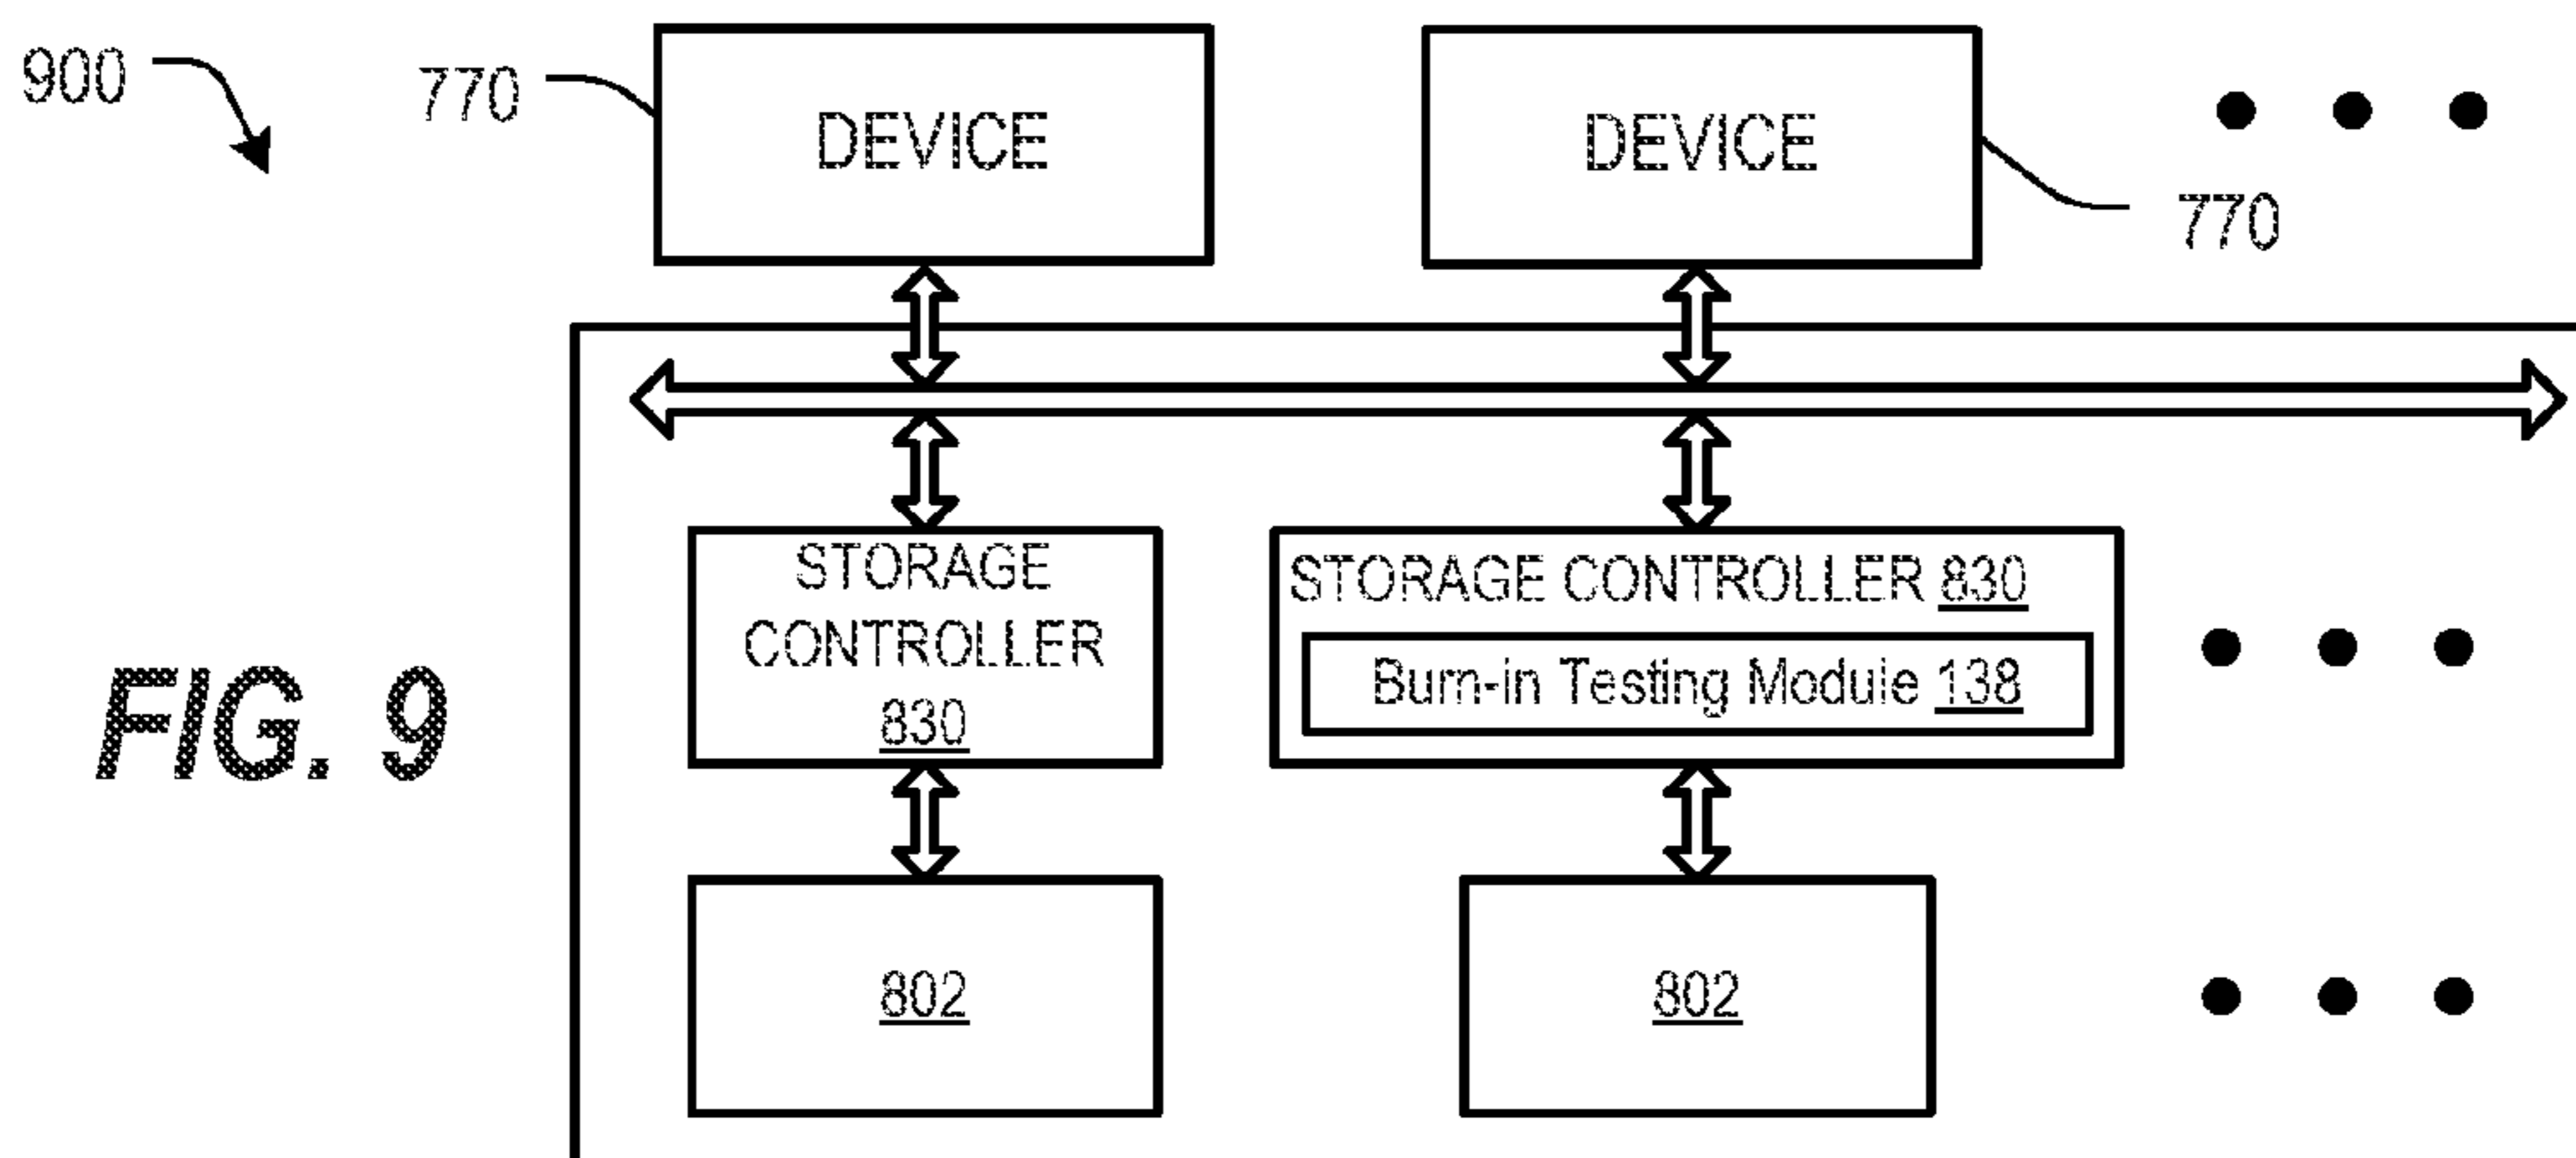 900
770
DEVICE
DEVICE
770
STORAGE
CONTROLLER
830
STORAGE CONTROLLER 830
Burn-in Testing Module 138
FIG. 9
802
802